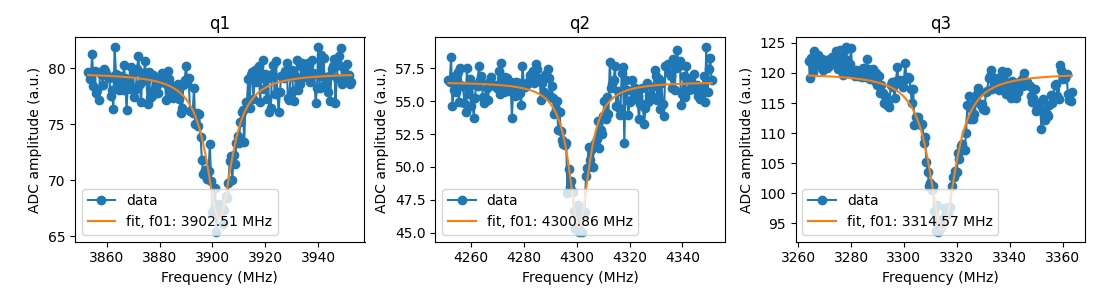 q1
ADC amplitude (a.u.)
80
75
70
65
data
fit, f01: 3902.51 MHz
3860 3880 3900 3920 3940
Frequency (MHz)
q2
ADC amplitude (a.u.)
57.5
55.0
52.5
50.0
47.5
45.0
data
fit, f01: 4300.86 MHz
4260 4280 4300 4320 4340
Frequency (MHz)
q3
ADC amplitude (a.u.)
125
120
115
110
105
100
95
data
fit, f01: 3314.57 MHz
3260 3280 3300 3320 3340 3360
Frequency (MHz)